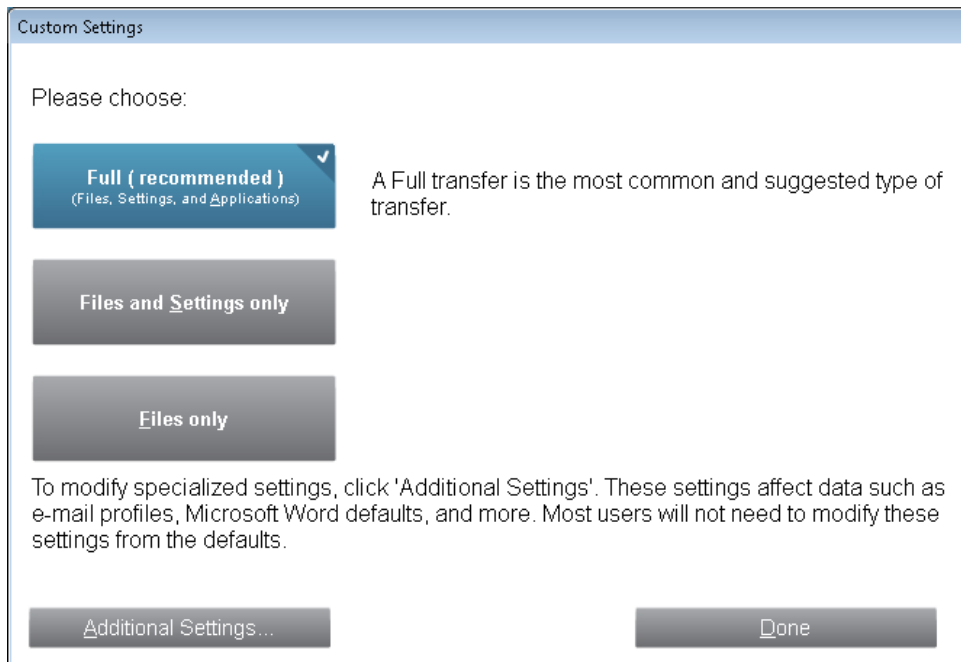 Custom Settings
Please choose:
Full ( recommended )
(Files, Settings, and Applications)
A Full transfer is the most common and suggested type of
transfer.
Files and Settings only
Files only
To modify specialized settings, click 'Additional Settings'. These settings affect data such as
e-mail profiles, Microsoft Word defaults, and more. Most users will not need to modify these
settings from the defaults.
Additional Settings...
Done